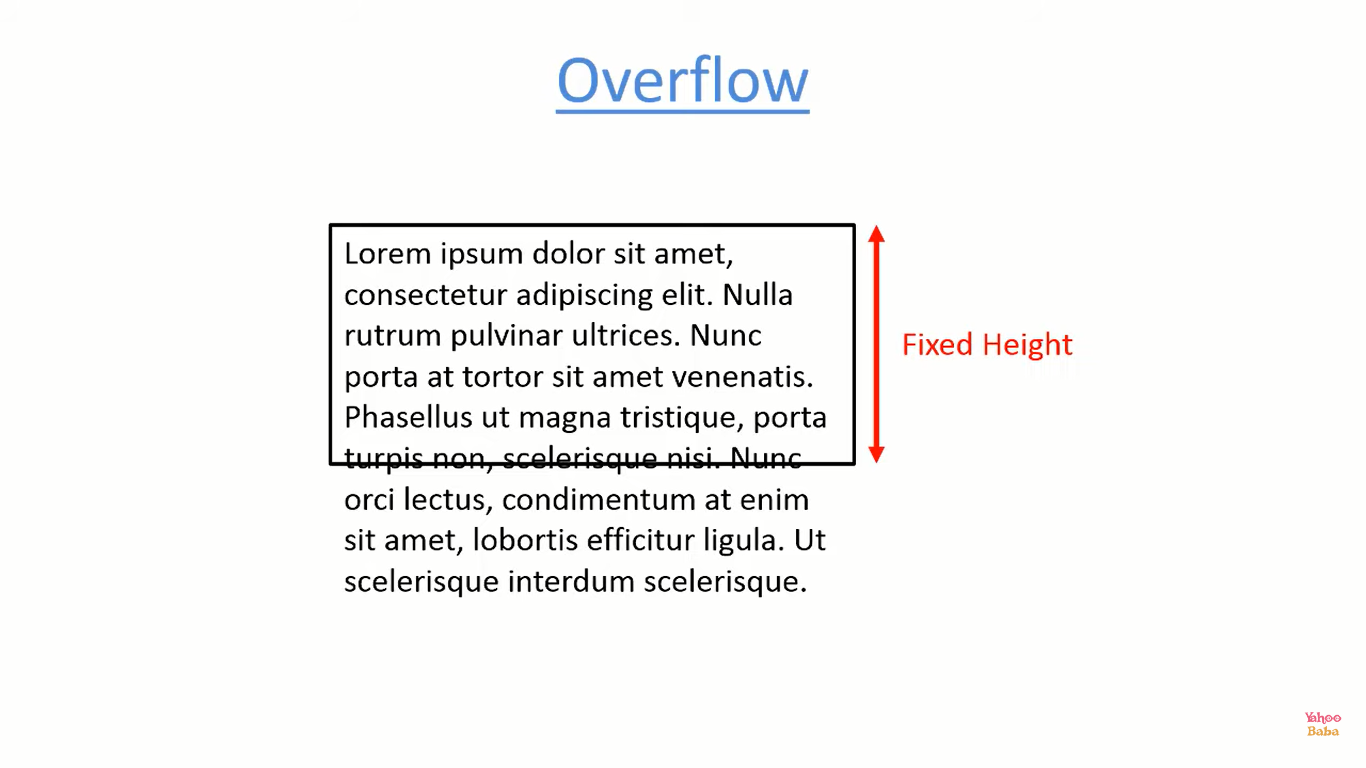 Overflow
Lorem ipsum dolor sit amet,
consectetur adipiscing elit. Nulla
rutrum pulvinar ultrices. Nunc
porta at tortor sit amet venenatis.
Phasellus ut magna tristique, porta
turpis non, scelerisque nisi. Nunc
orci lectus, condimentum at enim
sit amet, lobortis efficitur ligula. Ut
scelerisque interdum scelerisque.
Fixed Height
Yahoo
Baba